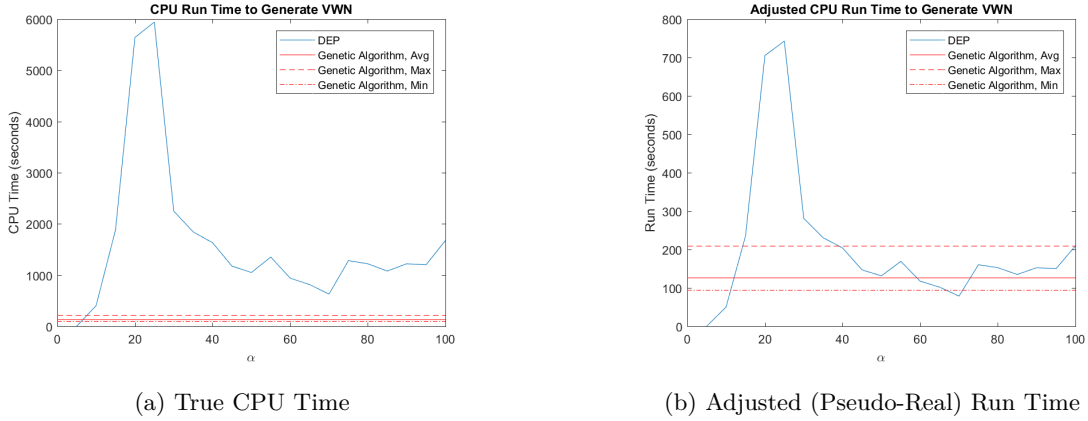 CPU Run Time to Generate VWN
6000
5000
4000
3000
2000
1000
0
CPU Time (seconds)
0 20 40 60 80 100
α
DEP
Genetic Algorithm, Avg
Genetic Algorithm, Max
Genetic Algorithm, Min
(a) True CPU Time
Adjusted CPU Run Time to Generate VWN
800
700
600
500
400
300
200
100
0
Run Time (seconds)
0 20 40 60 80 100
α
DEP
Genetic Algorithm, Avg
Genetic Algorithm, Max
Genetic Algorithm, Min
(b) Adjusted (Pseudo-Real) Run Time